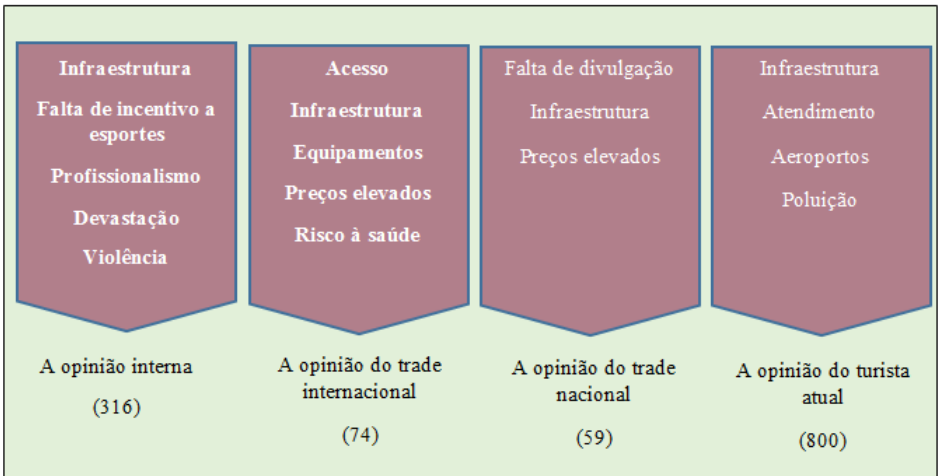 Infraestrutura
Falta de incentivo a
esportes
Profissionalismo
Devastação
Violência
A opinião interna
(316)
Acesso
Infraestrutura
Equipamentos
Preços elevados
Risco à saúde
A opinião do trade
internacional
(74)
Falta de divulgação
Infraestrutura
Preços elevados
A opinião do trade
nacional
(59)
Infraestrutura
Atendimento
Aeroportos
Poluição
A opinião do turista
atual
(800)